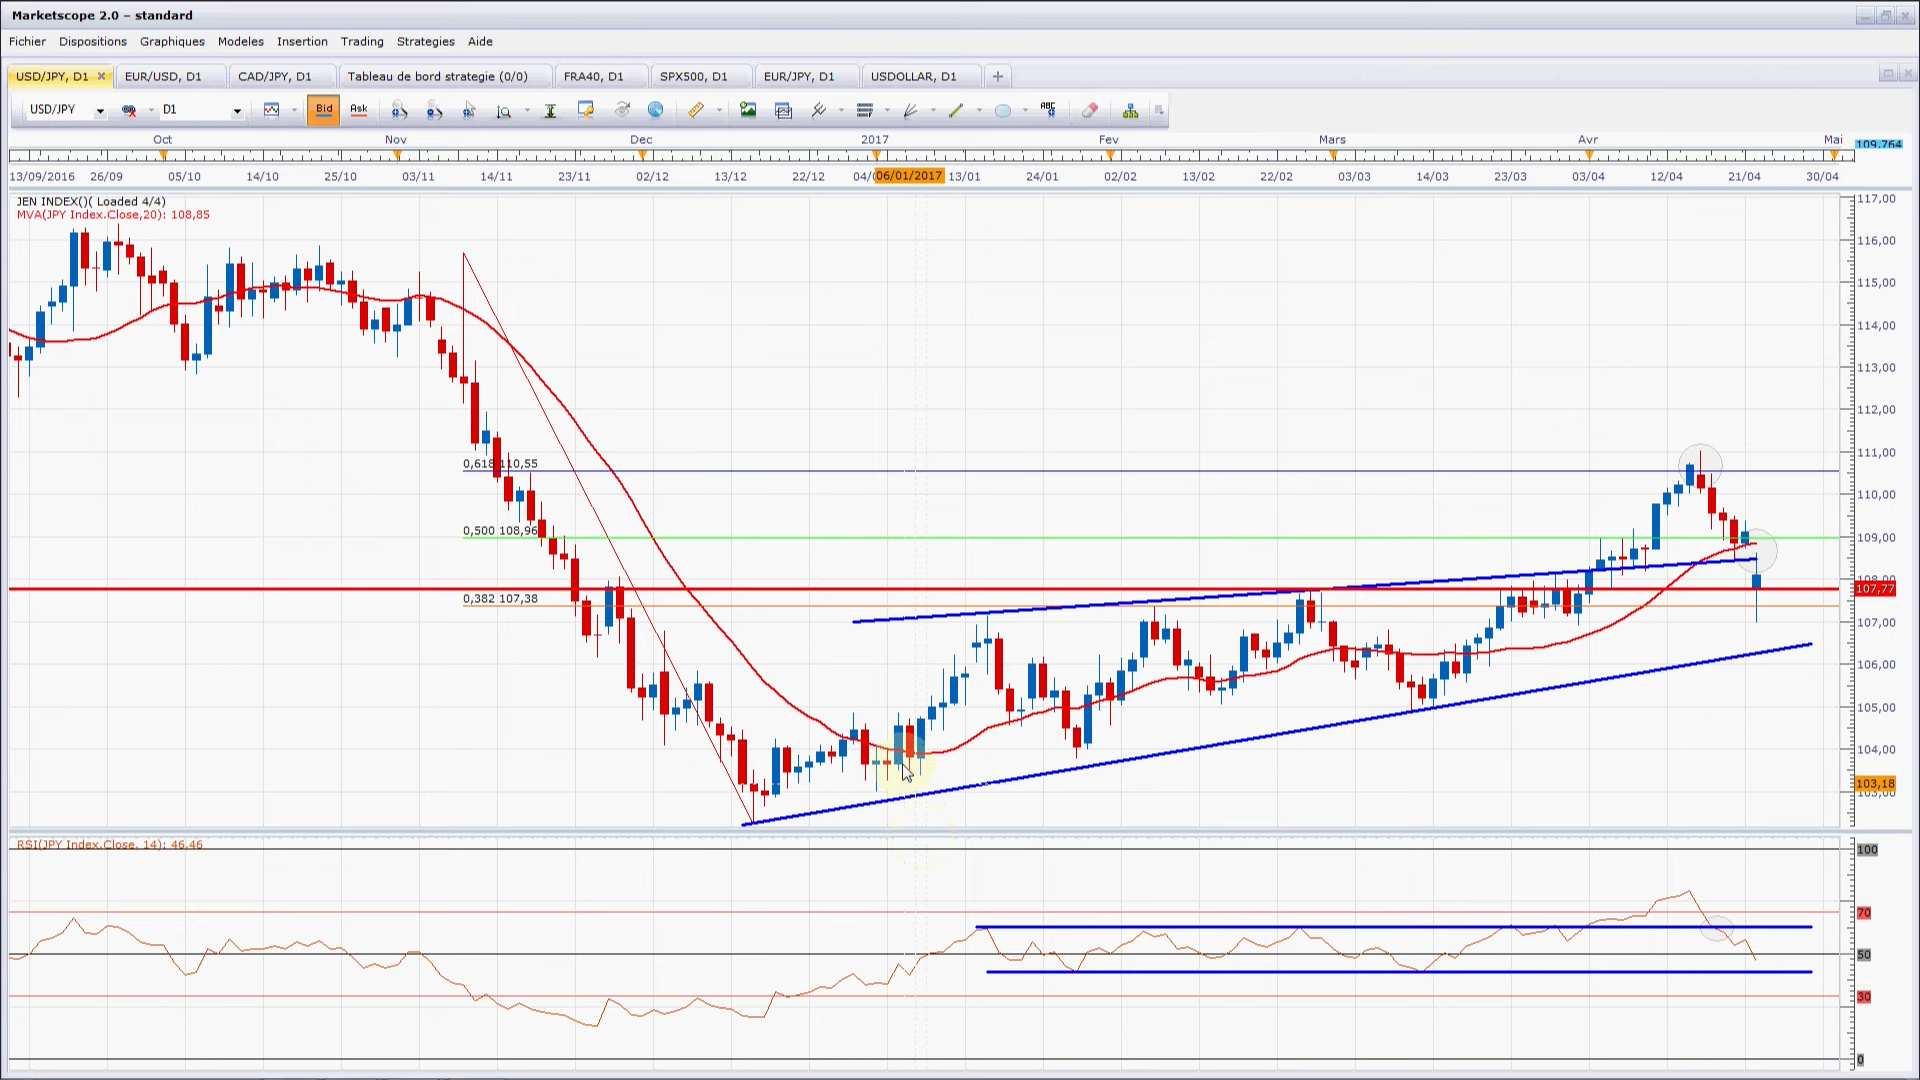 Marketscope 2.0 – standard
Fichier Dispositions Graphiques Modeles Insertion Trading Strategies Aide
USD/JPY, D1 EUR/USD, D1 CAD/JPY, D1 Tableau de bord strategie (0/0) FRA40, D1 SPX500, D1 EUR/JPY, D1 USDOLLAR, D1
USD/JPY D1 Bid Ask ABC
Oct Nov Dec 2017 Fev Mars Avr Mai
109,764
13/09/2016 26/09 05/10 14/10 25/10 03/11 14/11 23/11 02/12 13/12 22/12 04/ 06/01/2017 13/01 24/01 02/02 13/02 22/02 03/03 14/03 23/03 03/04 12/04 21/04 30/04
JEN INDEX()( Loaded 4/4)
MVA(JPY Index.Close,20): 108,85
117,00
116,00
115,00
114,00
113,00
112,00
111,00
0,618 110,55
110,00
0,500 108,96
109,00
108,00
107,77
0,382 107,38
107,00
106,00
105,00
104,00
103,18
103,00
RSI(JPY Index.Close, 14): 46,46
100
70
50
30
0